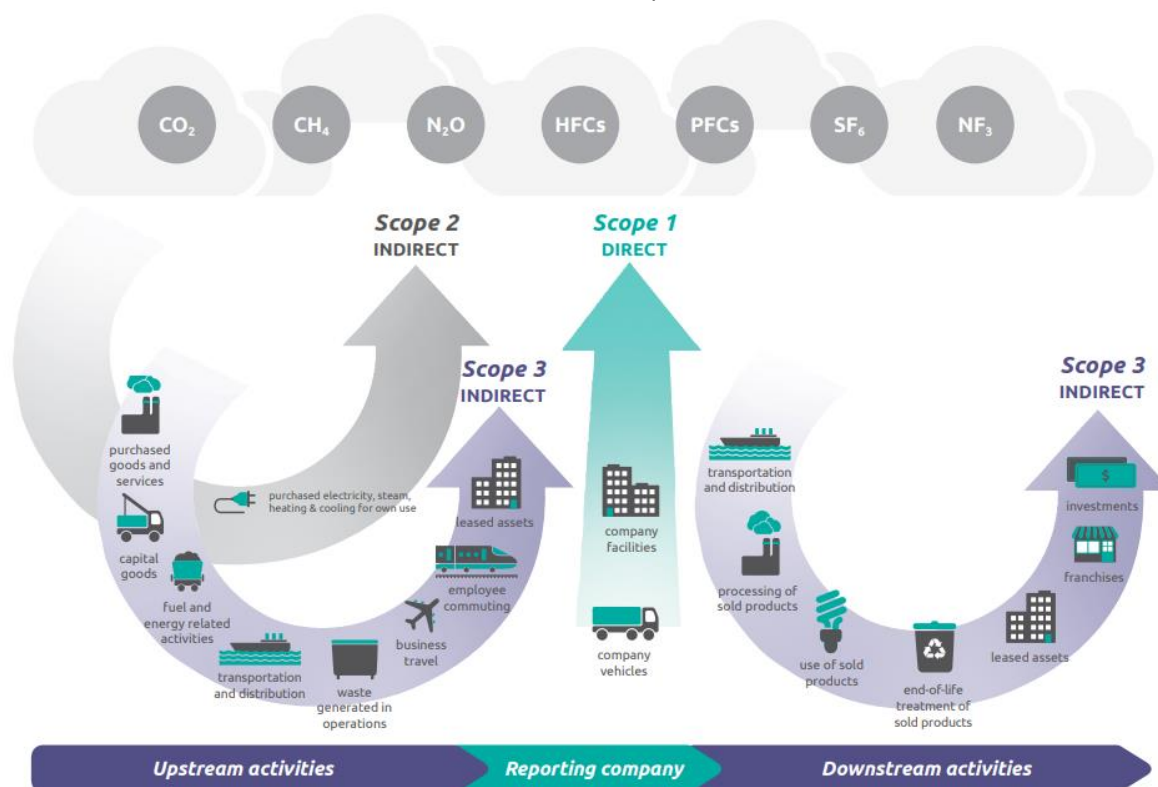 CO₂
CH₄
N₂O
HFCs
PFCs
SF₆
NF₃
Scope 2
INDIRECT
Scope 1
DIRECT
Scope 3
INDIRECT
Scope 3
INDIRECT
purchased
goods and
services
capital
goods
fuel and
energy related
activities
purchased electricity, steam,
heating & cooling for own use
transportation
and distribution
waste
generated in
operations
business
travel
employee
commuting
leased assets
company
facilities
company
vehicles
transportation
and distribution
processing of
sold products
use of sold
products
end-of-life
treatment of
sold products
leased assets
franchises
$
investments
Upstream activities
Reporting company
Downstream activities